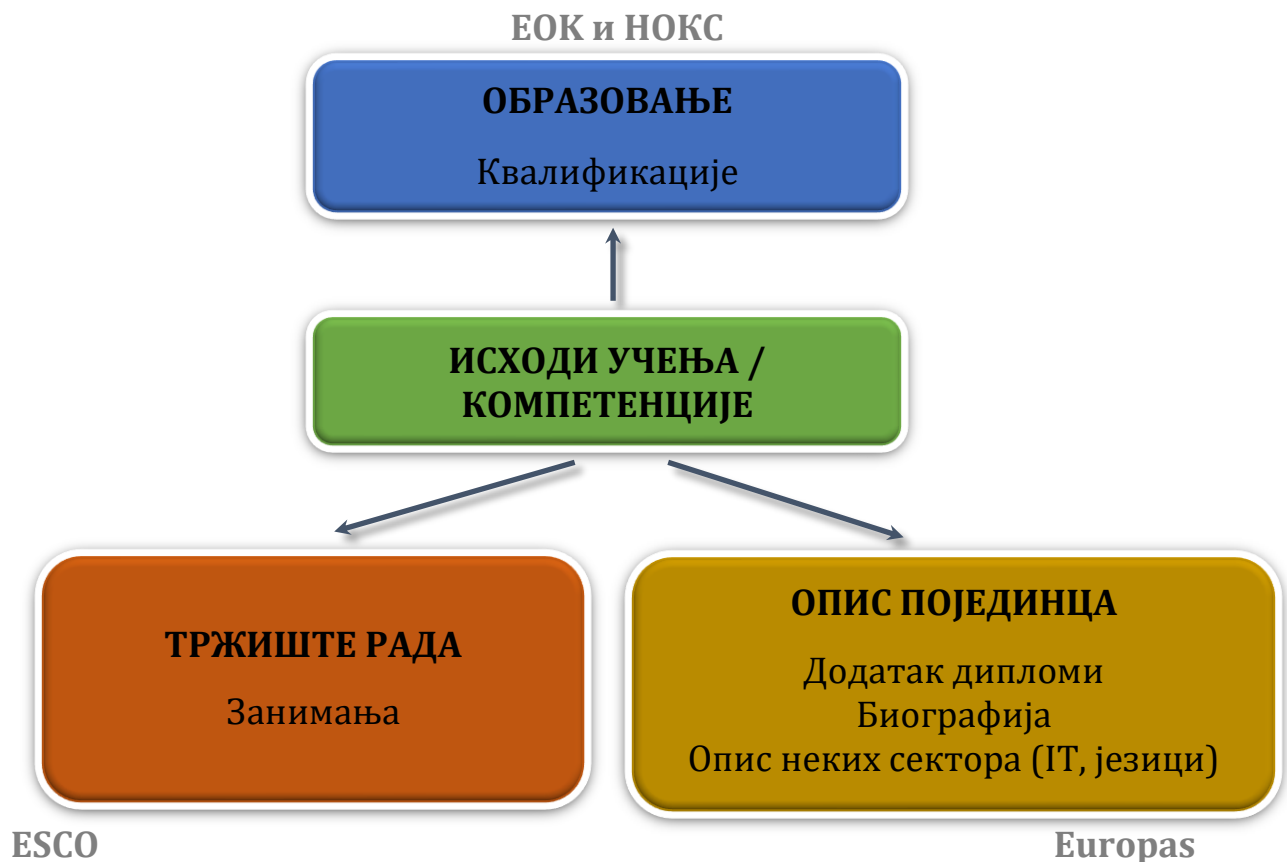 ЕОК и НОКС
ОБРАЗОВАЊЕ
Квалификације
ИСХОДИ УЧЕЊА /
КОМПЕТЕНЦИЈЕ
ТРЖИШТЕ РАДА
Занимања
ОПИС ПОЈЕДИНЦА
Додатак дипломи
Биографија
Опис неких сектора (IT, језици)
ESCO
Europas